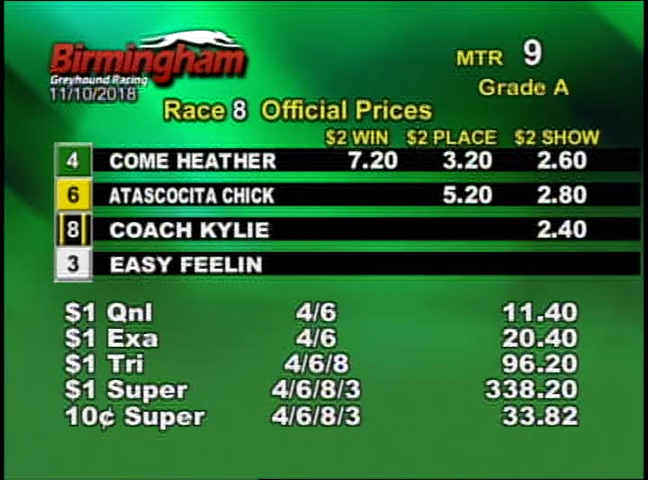 Birmingham
Greyhound Racing
11/10/2018
MTR 9
Grade A
Race 8 Official Prices
$2 WIN $2 PLACE $2 SHOW
4 COME HEATHER 7.20 3.20 2.60
6 ATASCOCITA CHICK 5.20 2.80
8 COACH KYLIE 2.40
3 EASY FEELIN
$1 Qnl 4/6 11.40
$1 Exa 4/6 20.40
$1 Tri 4/6/8 96.20
$1 Super 4/6/8/3 338.20
10¢ Super 4/6/8/3 33.82